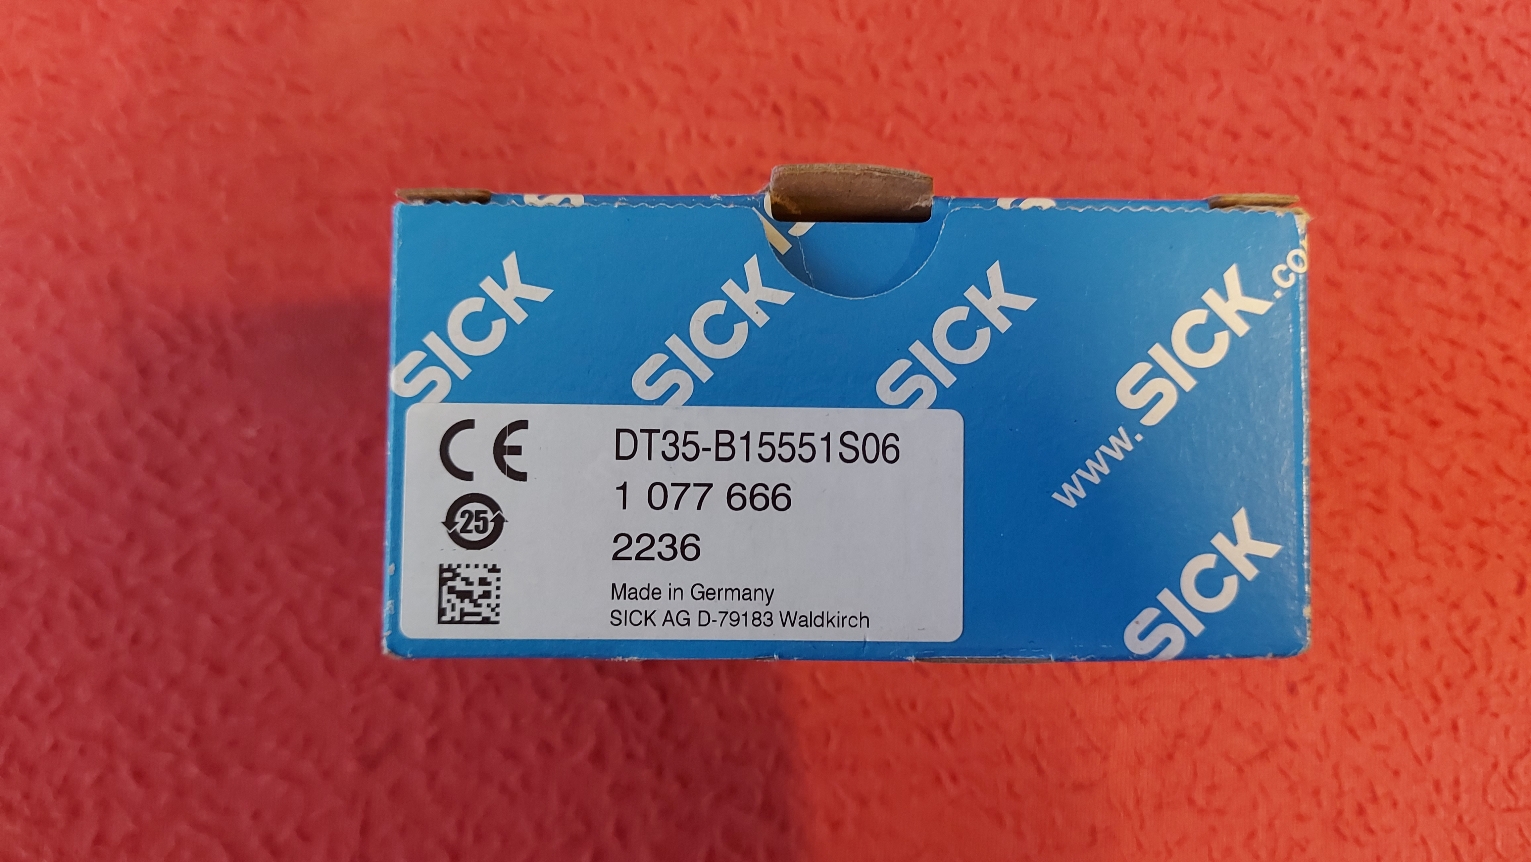 SICK
SICK
SICK
www.SICK.co
SICK
CE
DT35-B15551S06
25
1 077 666
2236
Made in Germany
SICK AG D-79183 Waldkirch